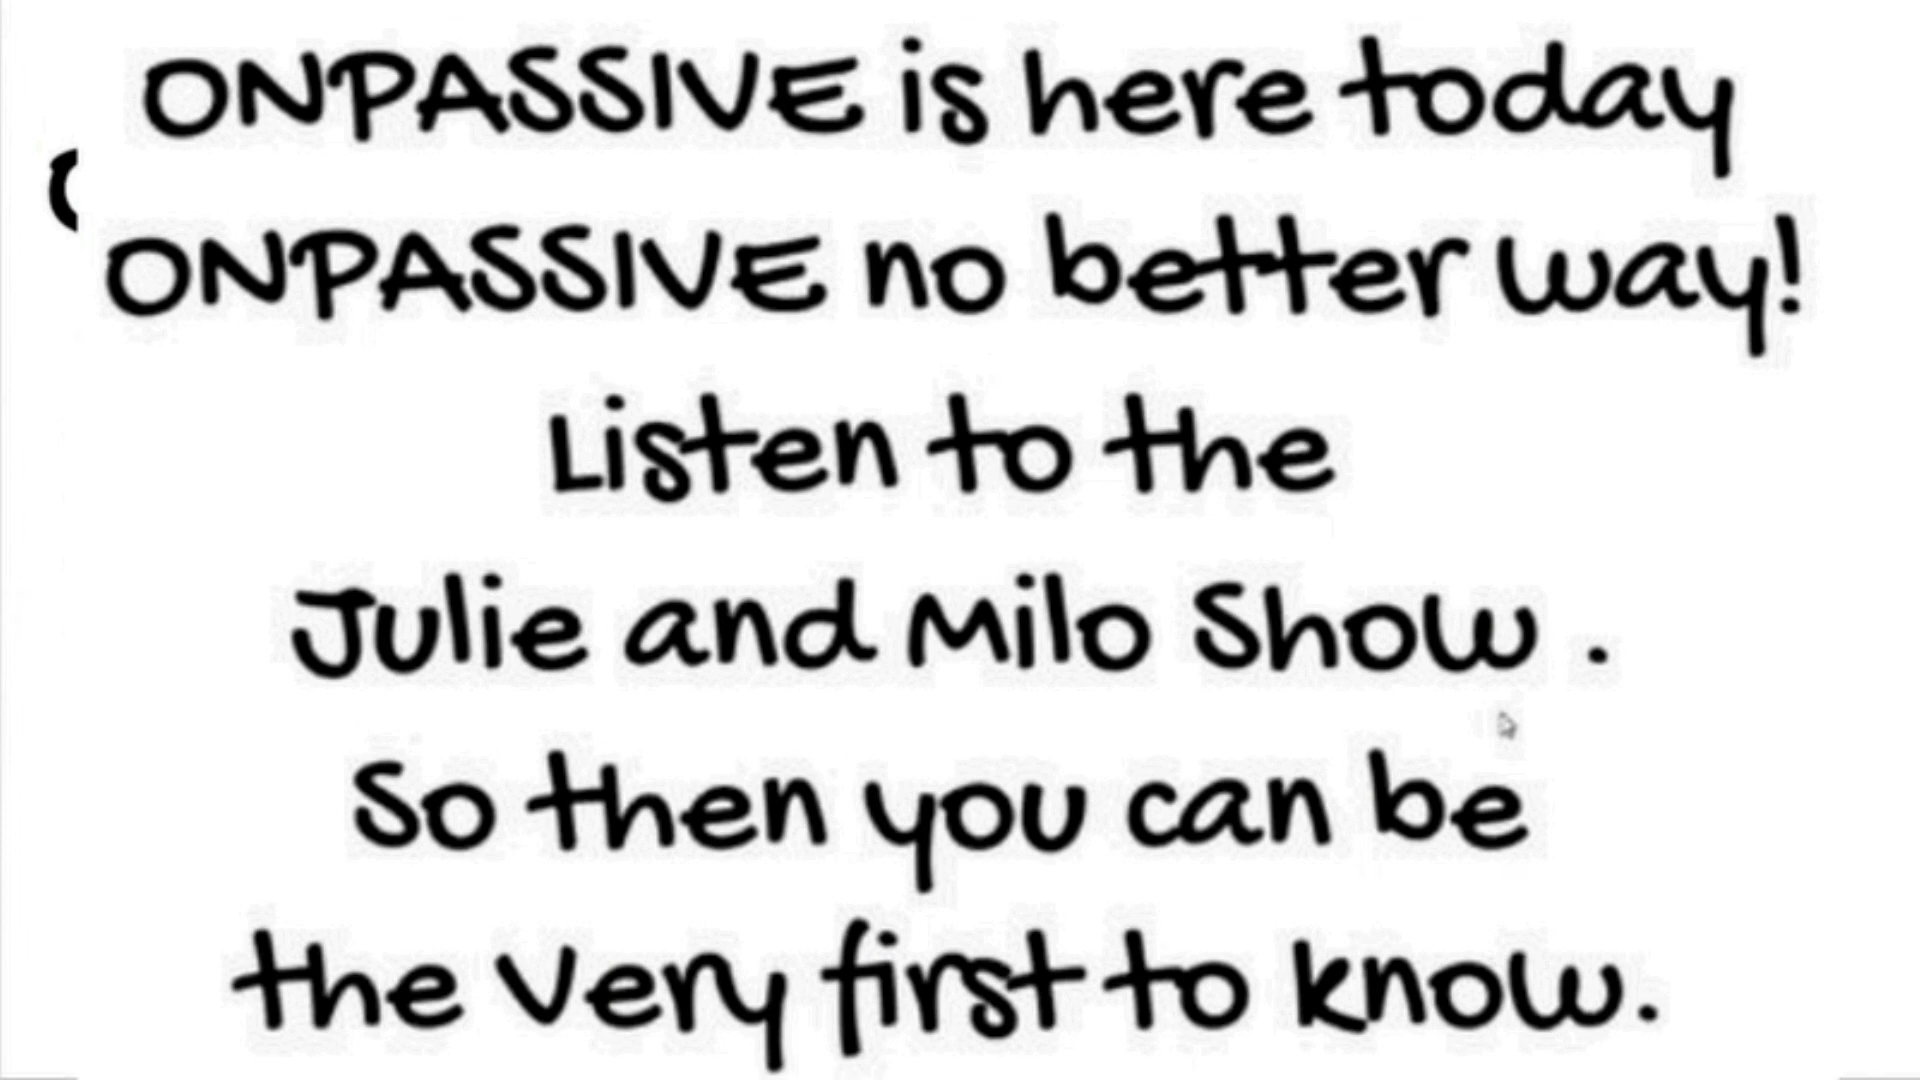 ONPASSIVE is here today
ONPASSIVE no better way!
Listen to the
Julie and Milo Show .
So then you can be
the very first to know.